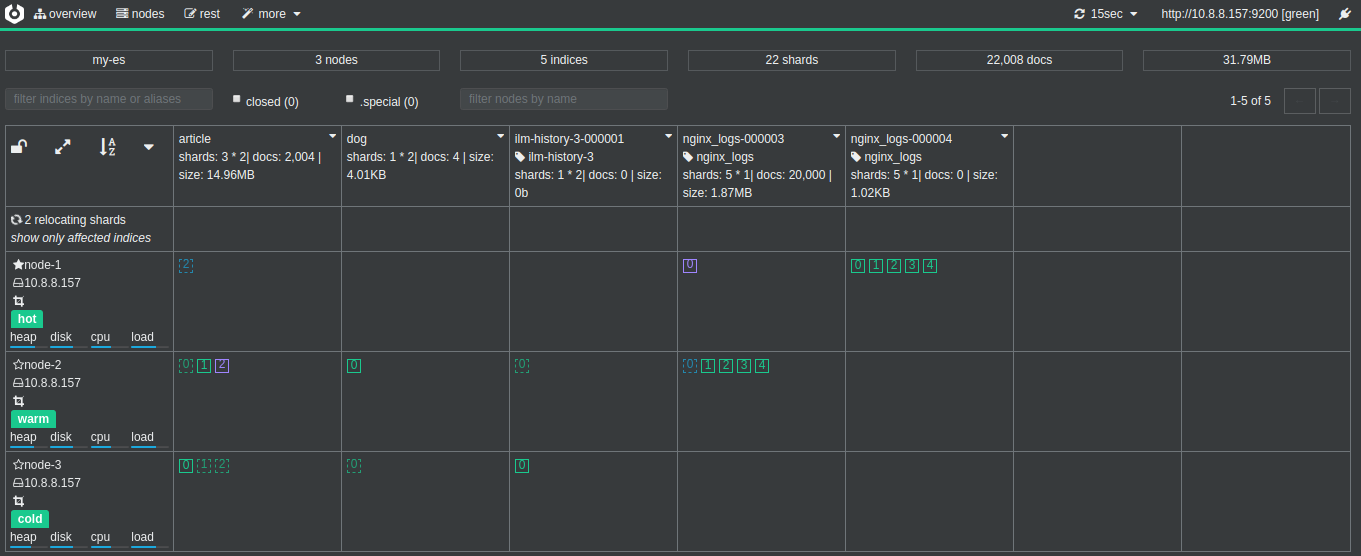 overview nodes rest more 15sec http://10.8.8.157:9200 [green]
my-es 3 nodes 5 indices 22 shards 22,008 docs 31.79MB
filter indices by name or aliases closed (0) .special (0) filter nodes by name 1-5 of 5
article
shards: 3 * 2| docs: 2,004 |
size: 14.96MB
dog
shards: 1 * 2| docs: 4 | size:
4.01KB
ilm-history-3-000001
ilm-history-3
shards: 1 * 2| docs: 0 | size:
0b
nginx_logs-000003
nginx_logs
shards: 5 * 1| docs: 20,000 |
size: 1.87MB
nginx_logs-000004
nginx_logs
shards: 5 * 1| docs: 0 | size:
1.02KB
A
Z
2 relocating shards
show only affected indices
node-1 2 0 0 1 2 3 4
10.8.8.157
hot
heap disk cpu load
node-2 0 1 2 0 0 0 1 2 3 4
10.8.8.157
warm
heap disk cpu load
node-3 0 1 2 0 0
10.8.8.157
cold
heap disk cpu load